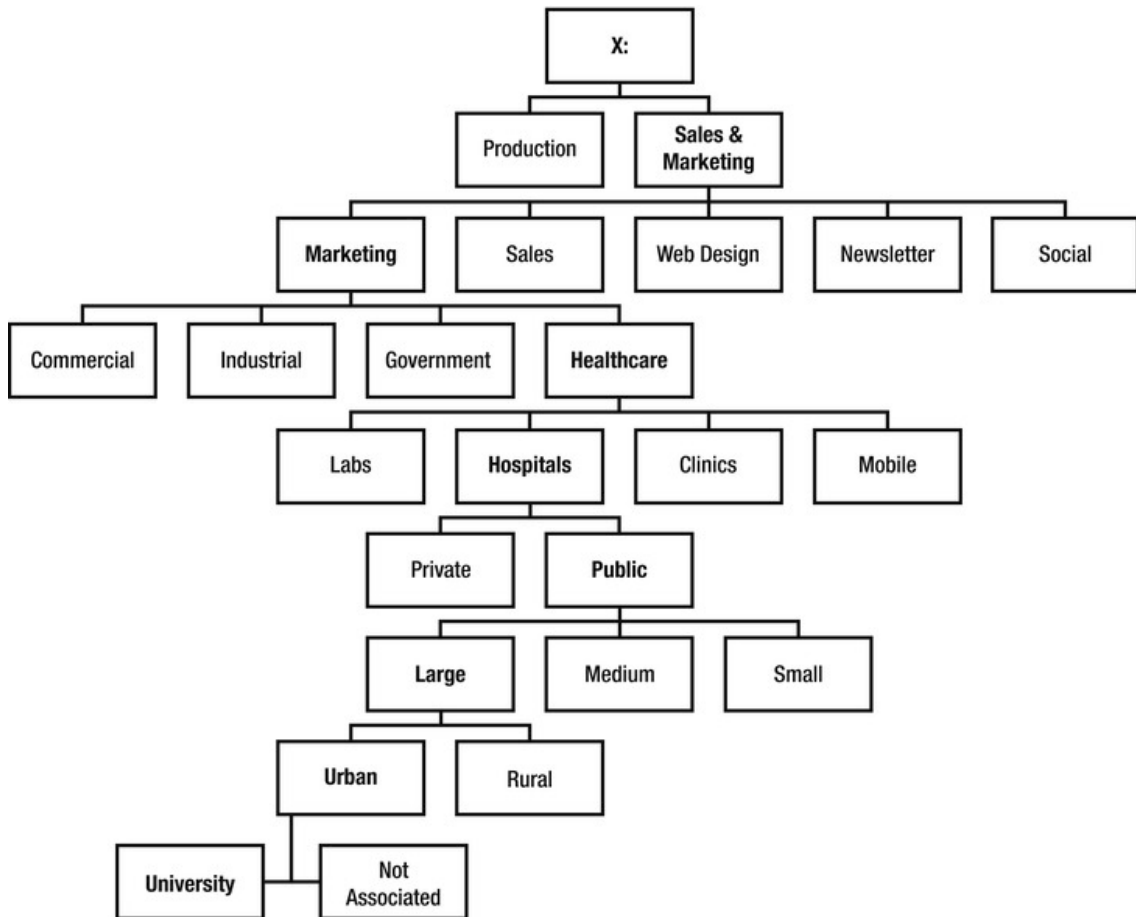 X:
Production
Sales &
Marketing
Marketing
Sales
Web Design
Newsletter
Social
Commercial
Industrial
Government
Healthcare
Labs
Hospitals
Clinics
Mobile
Private
Public
Large
Medium
Small
Urban
Rural
University
Not
Associated